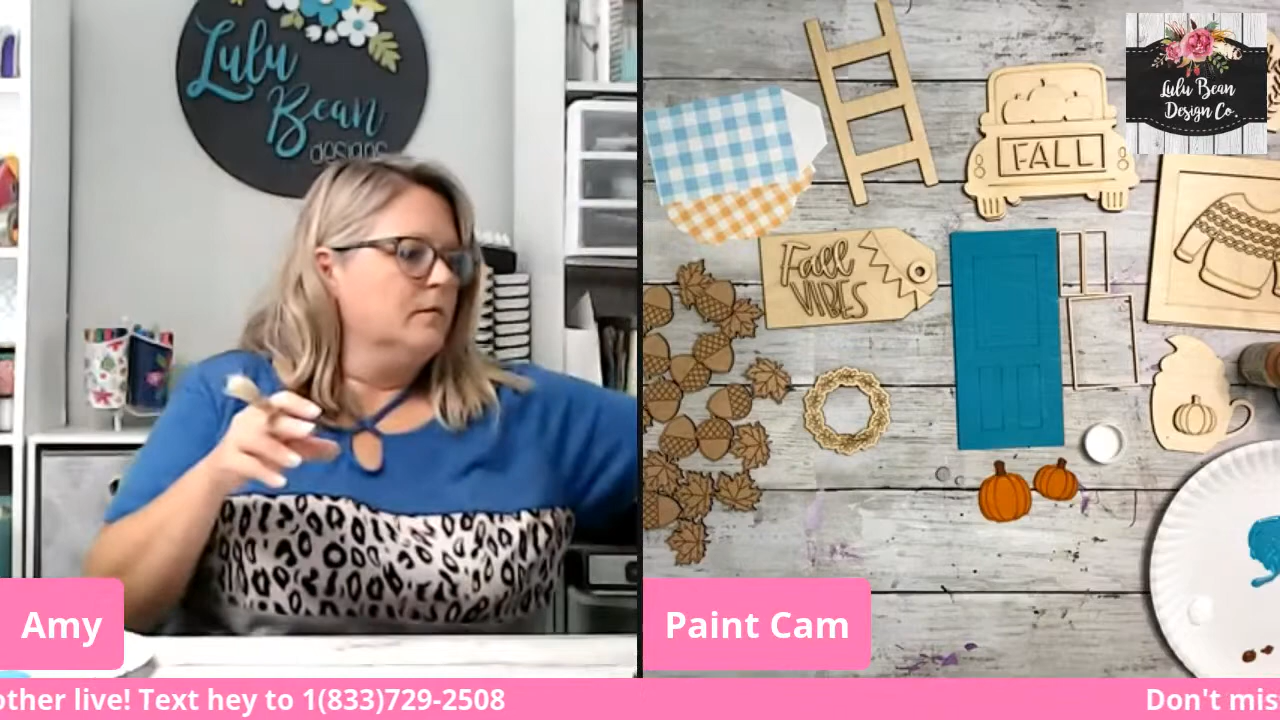 Lulu
Bean
designs
Lulu Bean
Design Co.
FALL
Fall
VIBES
Amy
Paint Cam
other live! Text hey to 1(833)729-2508
Don't mis